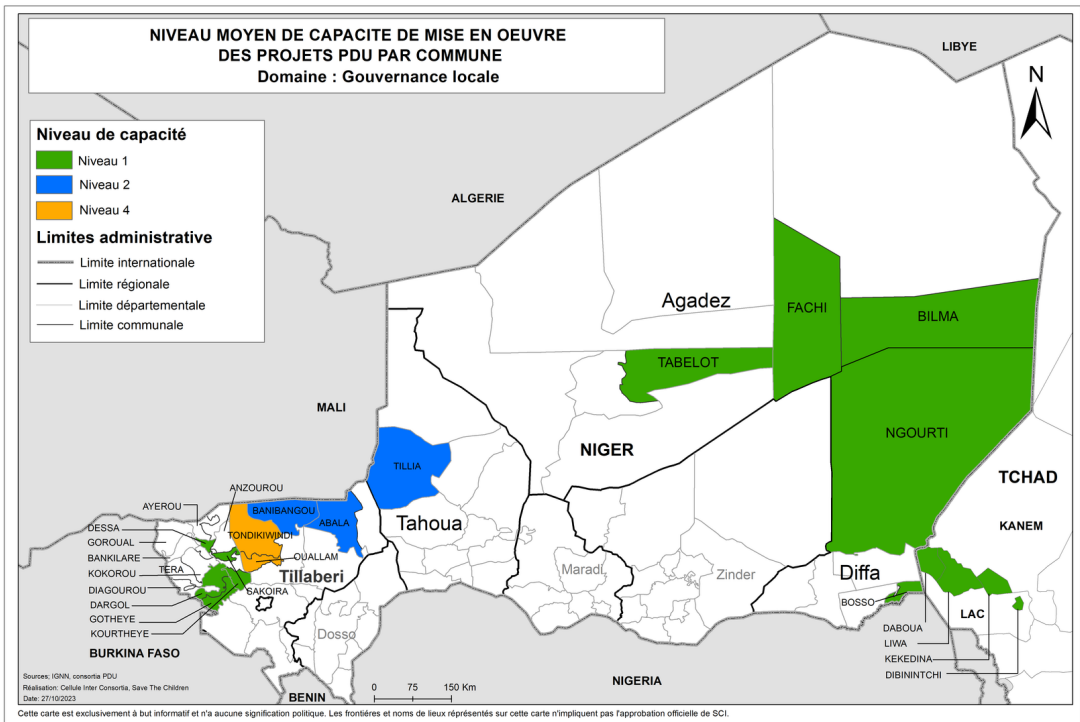 NIVEAU MOYEN DE CAPACITE DE MISE EN OEUVRE
DES PROJETS PDU PAR COMMUNE
Domaine : Gouvernance locale
Niveau de capacité
Niveau 1
Niveau 2
Niveau 4
Limites administrative
Limite internationale
Limite régionale
Limite départementale
Limite communale
LIBYE
N
ALGERIE
Agadez
FACHI
BILMA
TABELOT
MALI
NGOURTI
NIGER
TILLIA
TCHAD
ANZOUROU
AYEROU
BANIBANGOU
ABALA
Tahoua
KANEM
DESSA
TONDIKIWINDI
GOROUAL
BANKILARE
OUALLAM
TERA
KOKOROU
Tillaberi
Maradi
Zinder
Diffa
DIAGOUROU
SAKOIRA
DARGOL
BOSSO
GOTHEYE
LAC
KOURTHEYE
Dosso
DABOUA
LIWA
BURKINA FASO
KEKEDINA
DIBININTCHI
NIGERIA
BENIN
0 75 150 Km
Sources; IGNN, consortia PDU
Réalisation: Cellule Inter Consortia, Save The Children
Date: 27/10/2023
Cette carte est exclusivement à but informatif et n'a aucune signification politique. Les frontiéres et noms de lieux réprésentés sur cette carte n'impliquent pas l'approbation officielle de SCI.